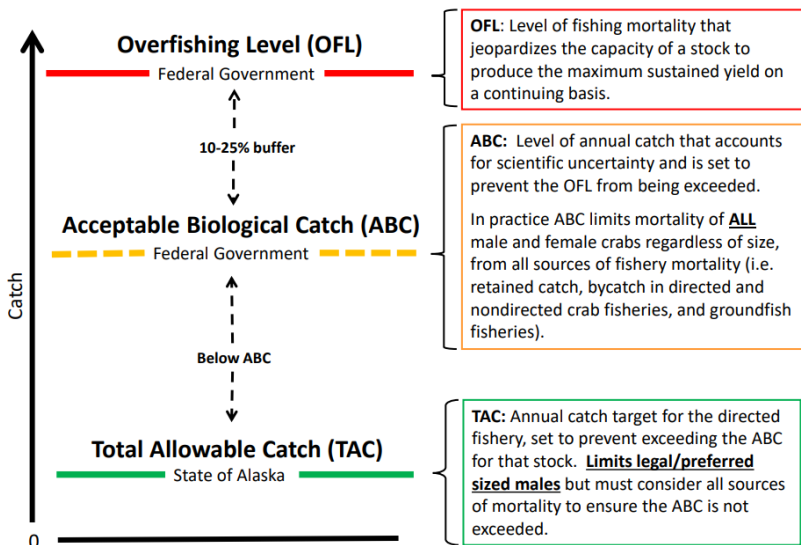 Overfishing Level (OFL)
Federal Government
OFL: Level of fishing mortality that
jeopardizes the capacity of a stock to
produce the maximum sustained yield on
a continuing basis.
10-25% buffer
ABC:  Level of annual catch that accounts
for scientific uncertainty and is set to
prevent the OFL from being exceeded.
In practice ABC limits mortality of ALL
male and female crabs regardless of size,
from all sources of fishery mortality (i.e.
retained catch, bycatch in directed and
nondirected crab fisheries, and groundfish
fisheries).
Acceptable Biological Catch (ABC)
Federal Government
Catch
Below ABC
Total Allowable Catch (TAC)
State of Alaska
TAC: Annual catch target for the directed
fishery, set to prevent exceeding the ABC
for that stock.  Limits legal/preferred
sized males but must consider all sources
of mortality to ensure the ABC is not
exceeded.
0